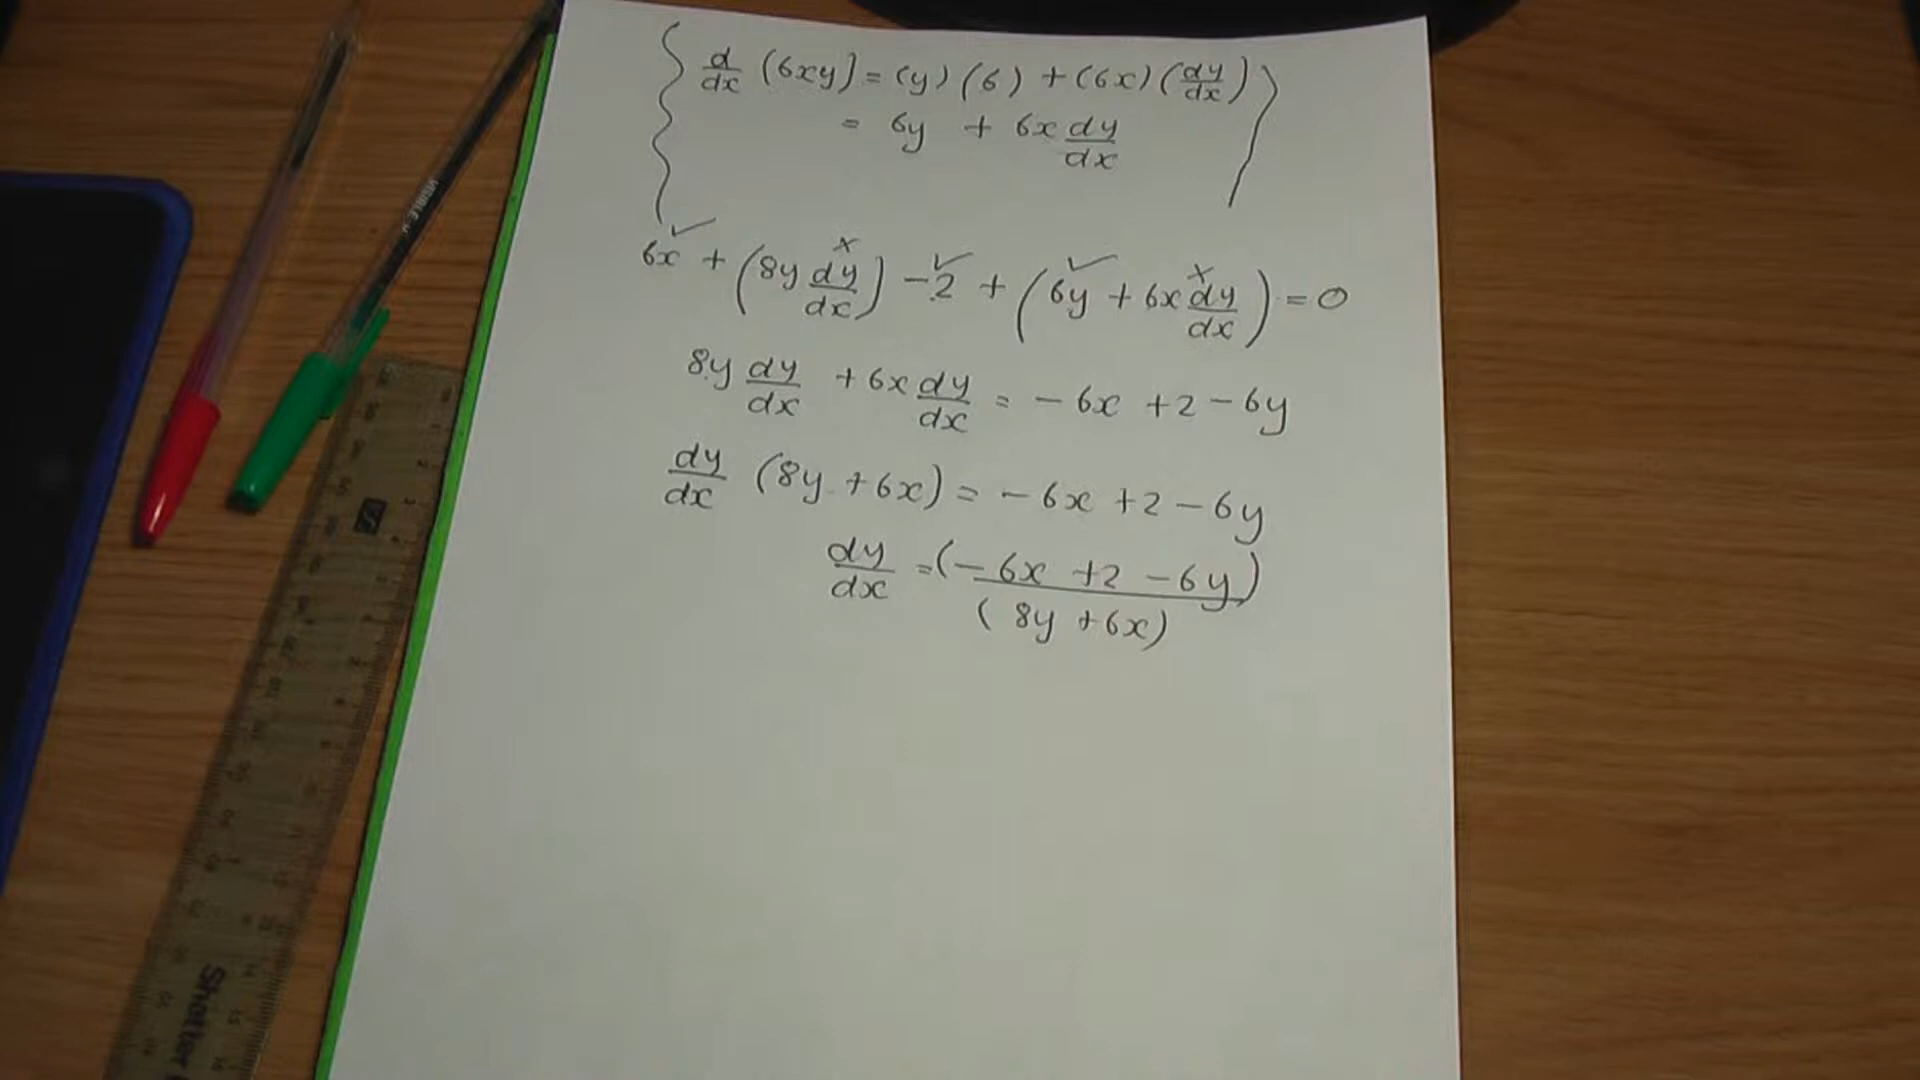 d/dx (6xy) = (y) (6) + (6x) (dy/dx)
= 6y + 6x dy/dx
6x + (8y dy/dx) - 2 + (6y + 6x dy/dx) = 0
8y dy/dx + 6x dy/dx = - 6x + 2 - 6y
dy/dx (8y + 6x) = - 6x + 2 - 6y
dy/dx = (- 6x + 2 - 6y)/(8y + 6x)
Shatter